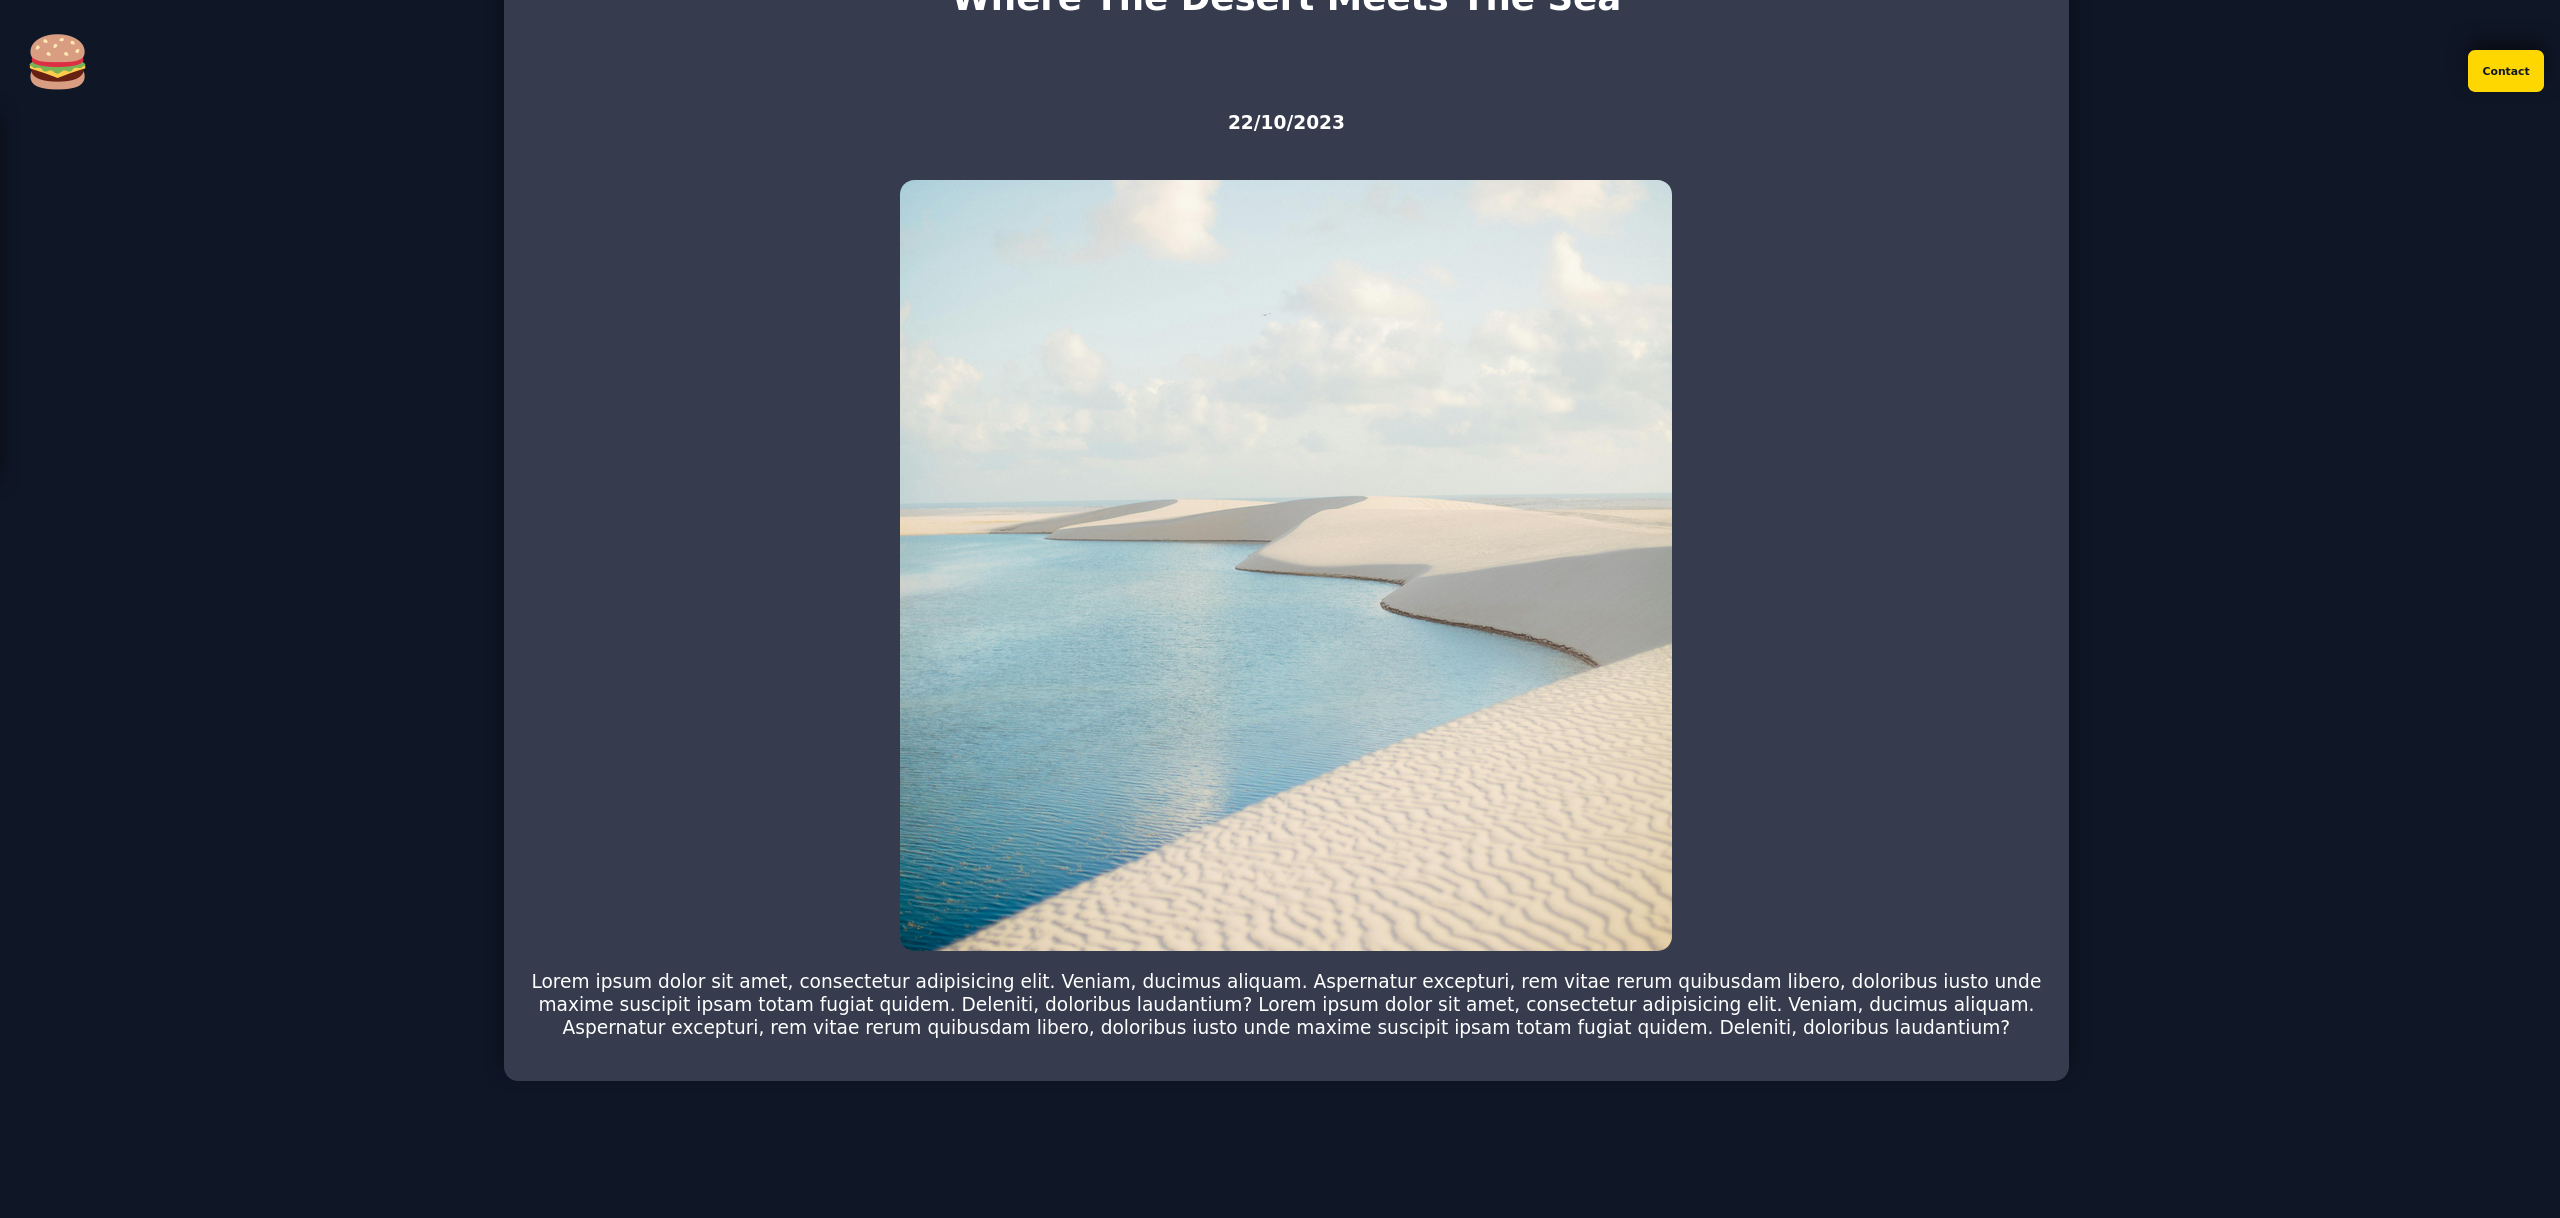 Where The Desert Meets The Sea
Contact
22/10/2023
Lorem ipsum dolor sit amet, consectetur adipisicing elit. Veniam, ducimus aliquam. Aspernatur excepturi, rem vitae rerum quibusdam libero, doloribus iusto unde
maxime suscipit ipsam totam fugiat quidem. Deleniti, doloribus laudantium? Lorem ipsum dolor sit amet, consectetur adipisicing elit. Veniam, ducimus aliquam.
Aspernatur excepturi, rem vitae rerum quibusdam libero, doloribus iusto unde maxime suscipit ipsam totam fugiat quidem. Deleniti, doloribus laudantium?